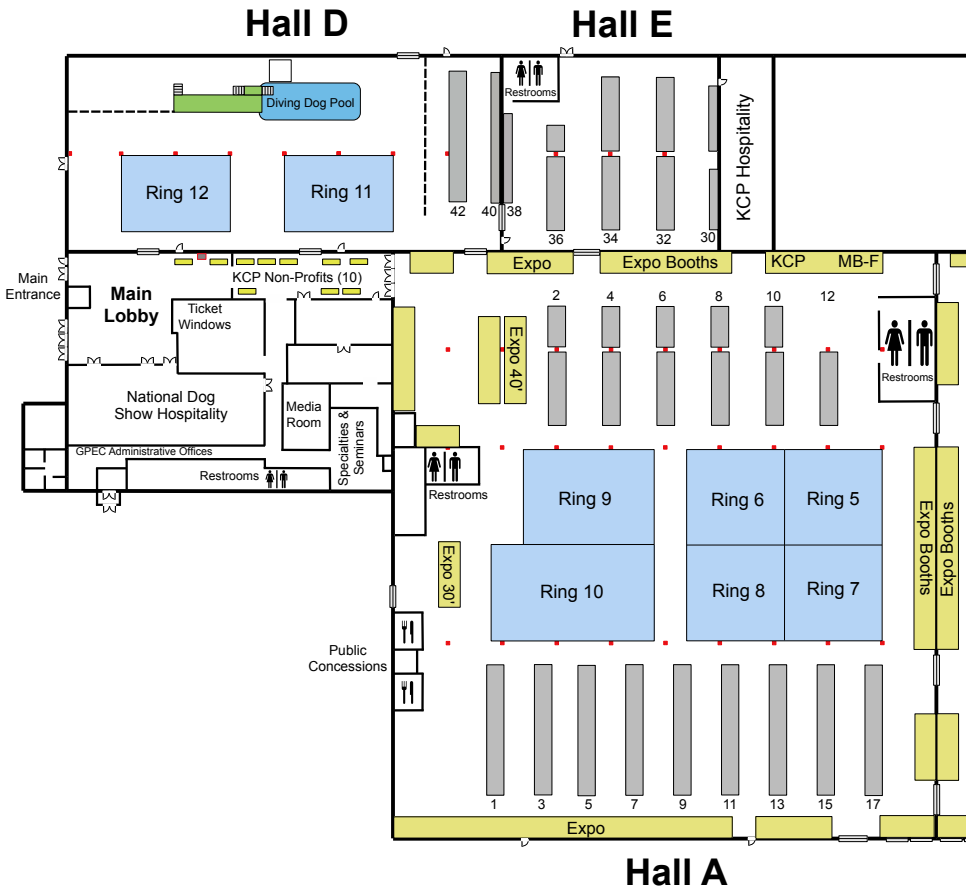 Hall D
Hall E
Diving Dog Pool
Restrooms
KCP Hospitality
Ring 12
Ring 11
42
40
38
36
34
32
30
Main
Entrance
Main
Lobby
KCP Non-Profits (10)
Ticket
Windows
Expo
Expo Booths
KCP
MB-F
2
4
6
8
10
12
Expo 40'
Restrooms
National Dog
Show Hospitality
Media
Room
Specialties &
Seminars
GPEC Administrative Offices
Restrooms
Restrooms
Ring 9
Ring 6
Ring 5
Expo 30'
Ring 10
Ring 8
Ring 7
Expo Booths
Expo Booths
Public
Concessions
1
3
5
7
9
11
13
15
17
Expo
Hall A